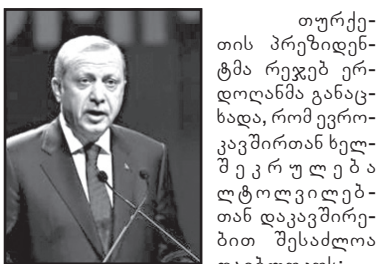 თურქე-
თის პრეზიდენ-
ტმა რეჯებ ერ-
დოღანმა განაც-
ხადა, რომ ევრო-
კავშირთან ხელ-
შეკრულება
ლტოლვილებ-
თან დაკავშირე-
ბით შესაძლოა